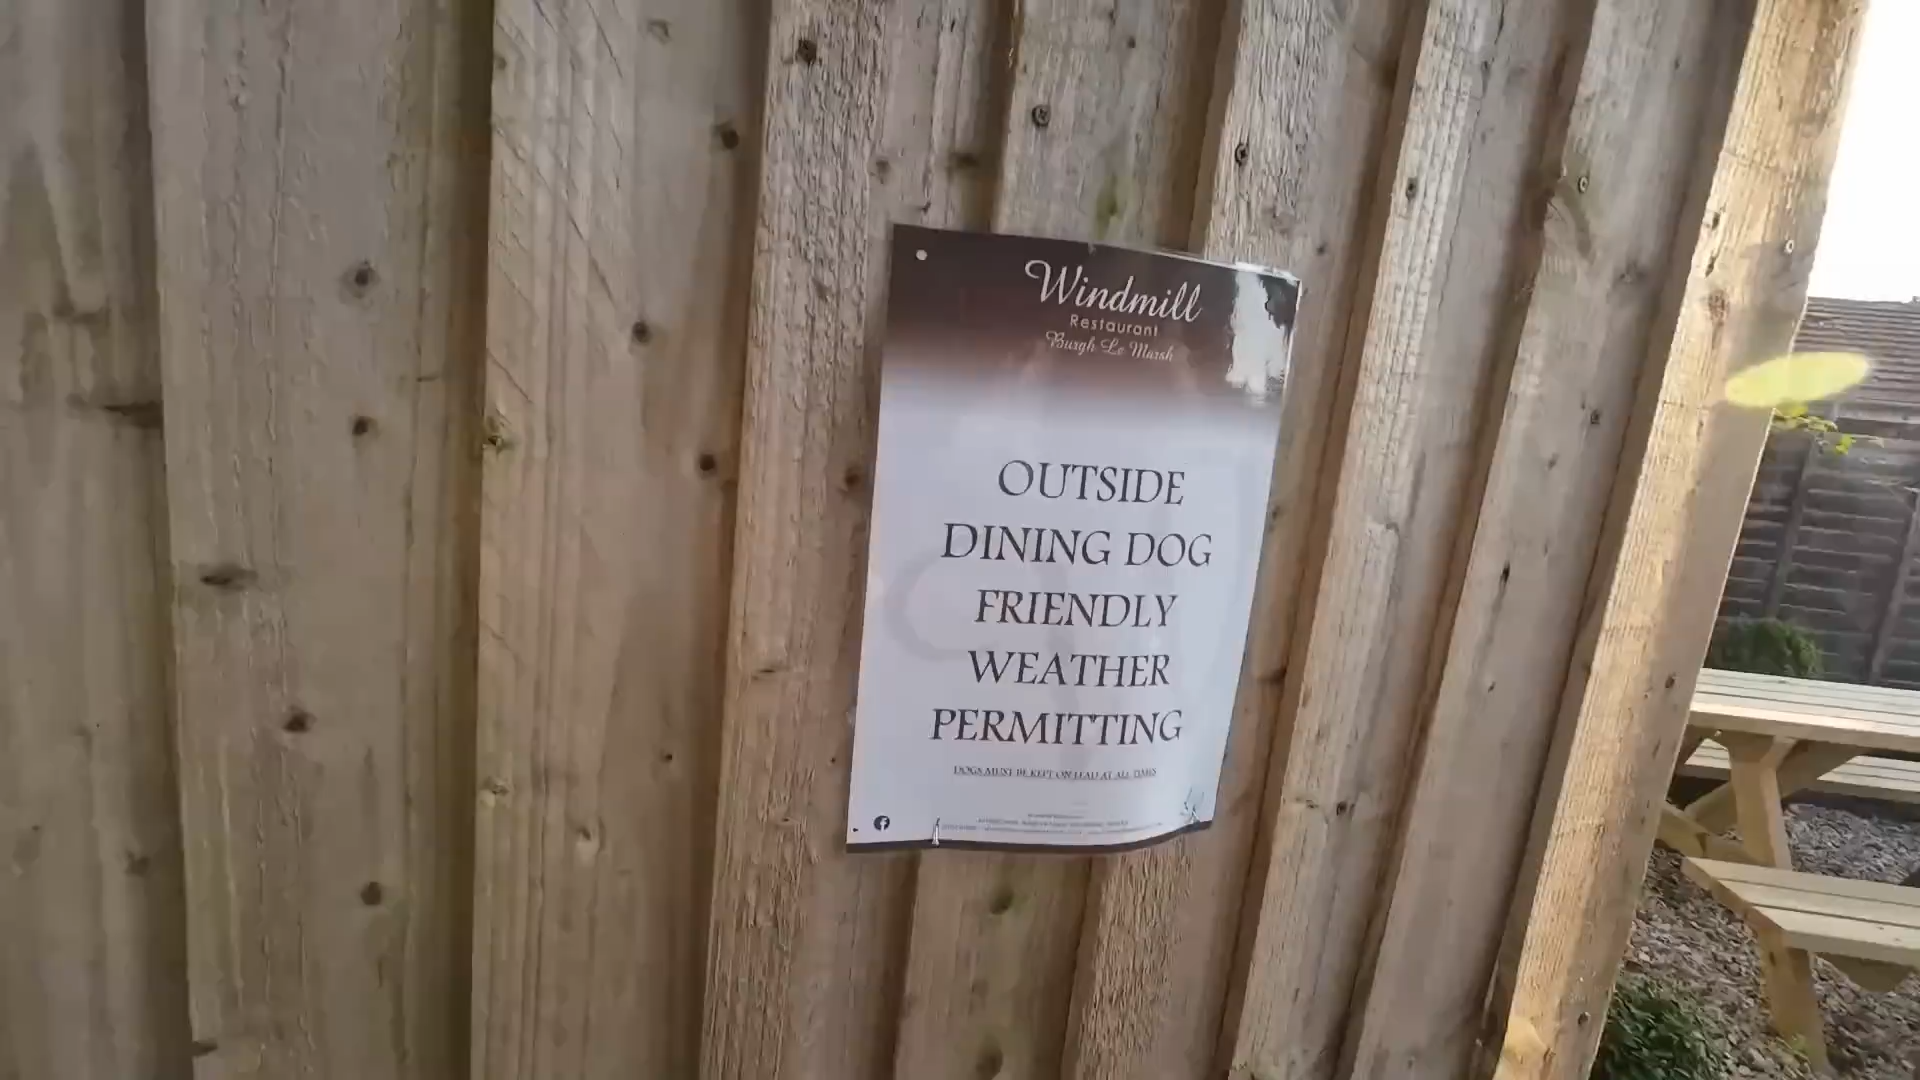 Windmill
Restaurant
Burgh Le Marsh
OUTSIDE
DINING DOG
FRIENDLY
WEATHER
PERMITTING
DOGS MUST BE KEPT ON LEAD AT ALL TIMES